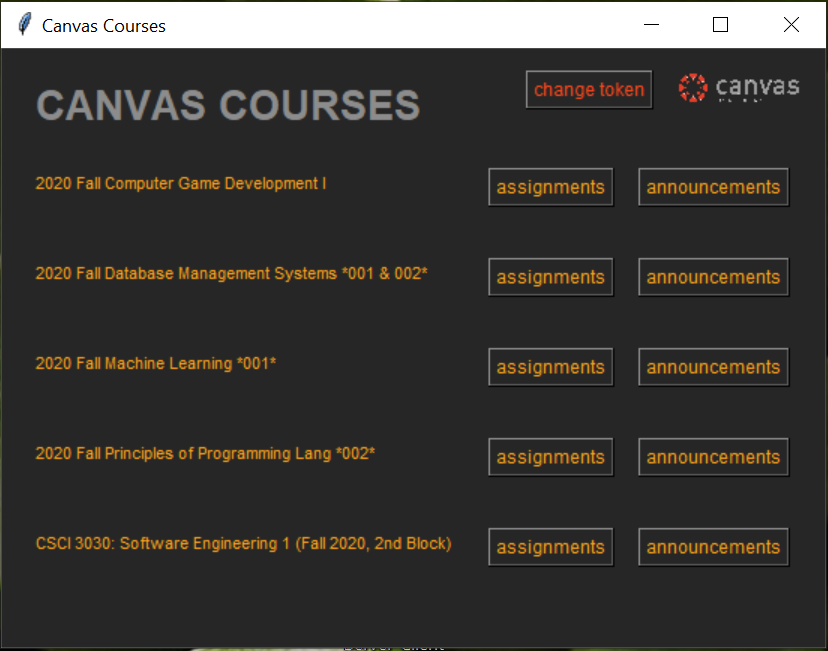 Canvas Courses
CANVAS COURSES
change token
canvas
2020 Fall Computer Game Development I
assignments
announcements
2020 Fall Database Management Systems *001 & 002*
assignments
announcements
2020 Fall Machine Learning *001*
assignments
announcements
2020 Fall Principles of Programming Lang *002*
assignments
announcements
CSCI 3030: Software Engineering 1 (Fall 2020, 2nd Block)
assignments
announcements